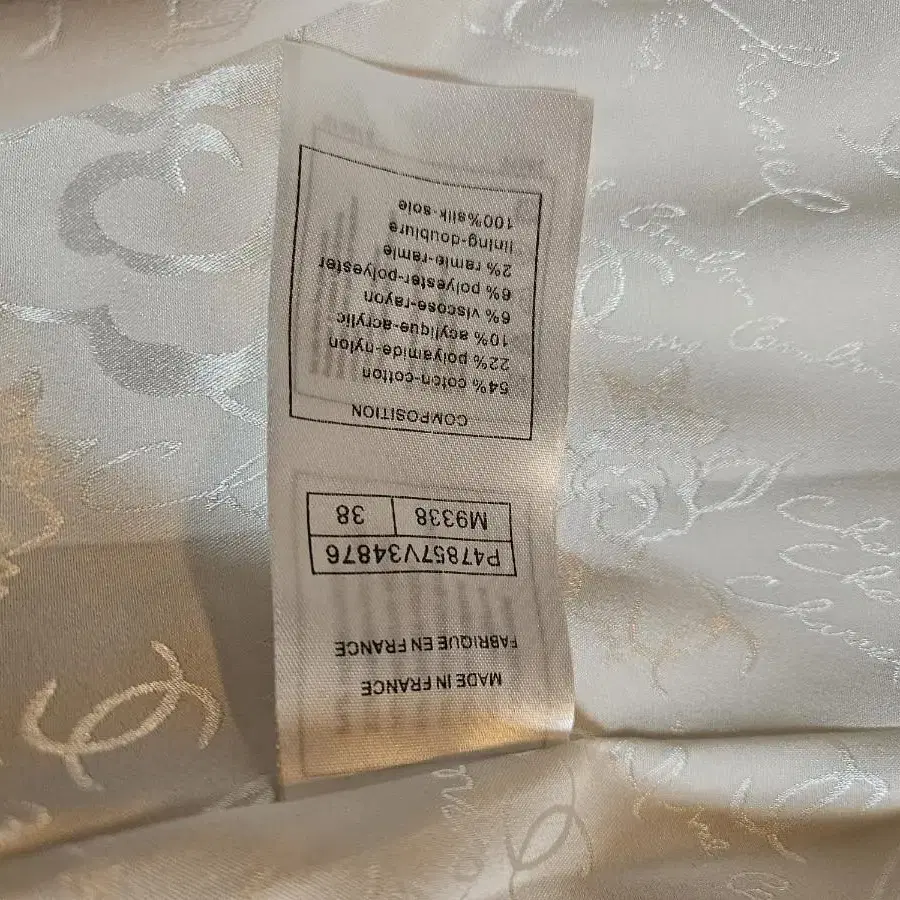 MADE IN FRANCE
FABRIQUE EN FRANCE
P47857V34876
M9338 38
COMPOSITION
54% coton-cotton
22% polyamide-nylon
10% acylique-acrylic
6% viscose-rayon
6% polyester-polyester
2% ramie-ramie
lining-doublure
100%silk-soie